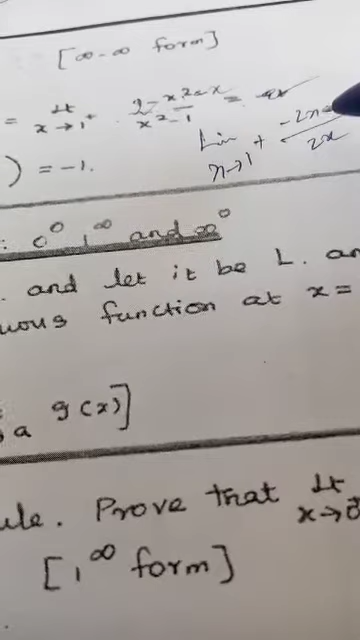 [∞-∞ form]
= Lt x→1⁺ 2-x²-x / x²-1 =
Lim x→1⁺ -2x / 2x
) = -1.
: 0⁰, 1^∞ and ∞⁰
. and let it be L. an
uous function at x =
a g(x)]
ule. Prove that Lt x→0
[1^∞ form]